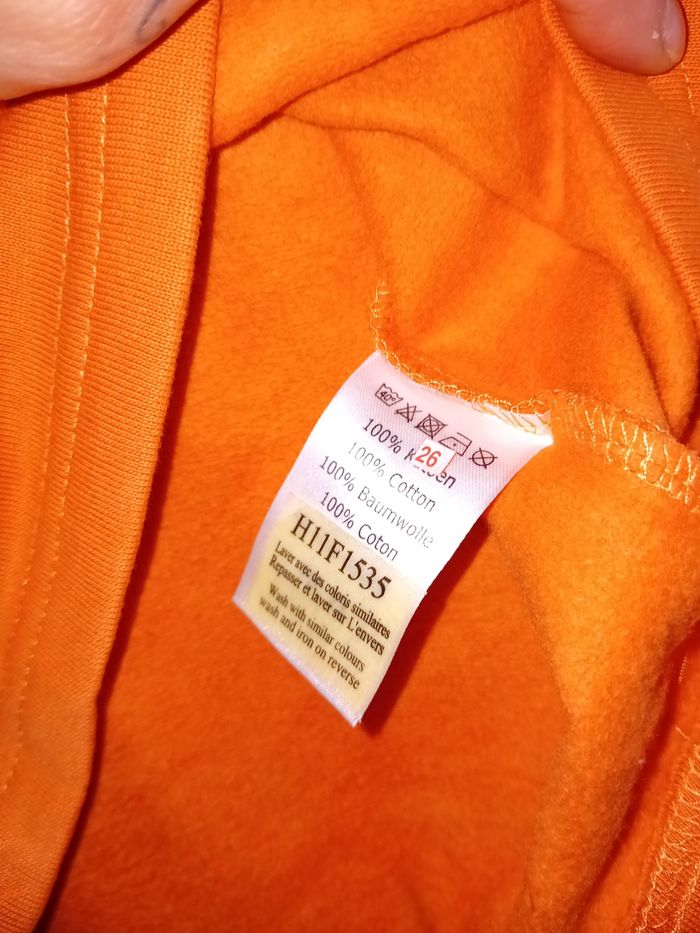 40°
100% Katoen
26
100% Cotton
100% Baumwolle
100% Coton
H11F1535
Laver avec des coloris similaires
Repasser et laver sur L'envers
Wash with similar colours
wash and iron on reverse